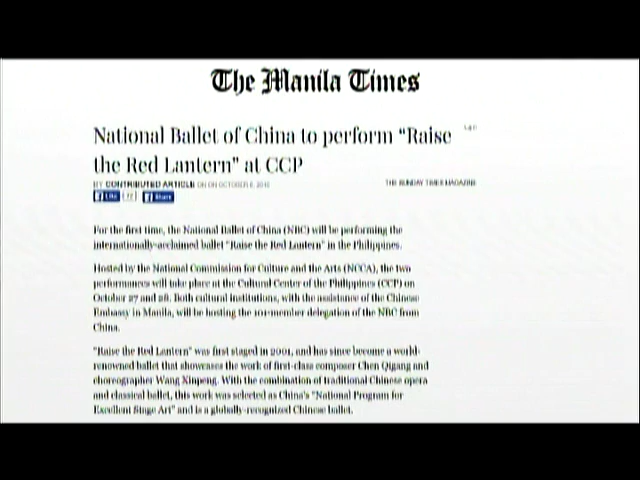 The Manila Times
National Ballet of China to perform “Raise
the Red Lantern” at CCP
BY CONTRIBUTED ARTICLE ON OCTOBER
THE SUNDAY TIMES MAGAZINE
Like
Share
For the first time, the National Ballet of China (NBC) will be performing the
internationally-acclaimed ballet "Raise the Red Lantern" in the Philippines.
Hosted by the National Commission for Culture and the Arts (NCCA), the two
performances will take place at the Cultural Center of the Philippines (CCP) on
October 27 and 28. Both cultural institutions, with the assistance of the Chinese
Embassy in Manila, will be hosting the 101-member delegation of the NBC from
China.
"Raise the Red Lantern" was first staged in 2001, and has since become a world-
renowned ballet that showcases the work of first-class composer Chen Qigang and
choreographer Wang Xinpeng. With the combination of traditional Chinese opera
and classical ballet, this work was selected as China's "National Program for
Excellent Stage Art" and is a globally-recognized Chinese ballet.